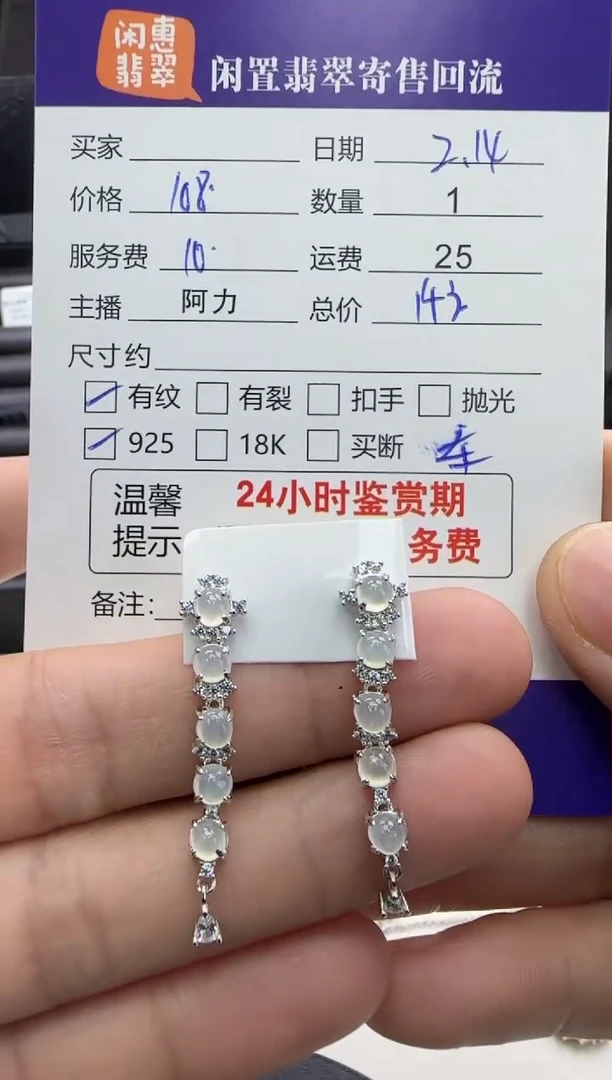 闲惠
翡翠
闲置翡翠寄售回流
买家 日期 2.14
价格 108. 数量 1
服务费 10. 运费 25
主播 阿力 总价 143
尺寸约
有纹 有裂 扣手 抛光
925 18K 买断
温馨 24小时鉴赏期
提示 务费
备注: